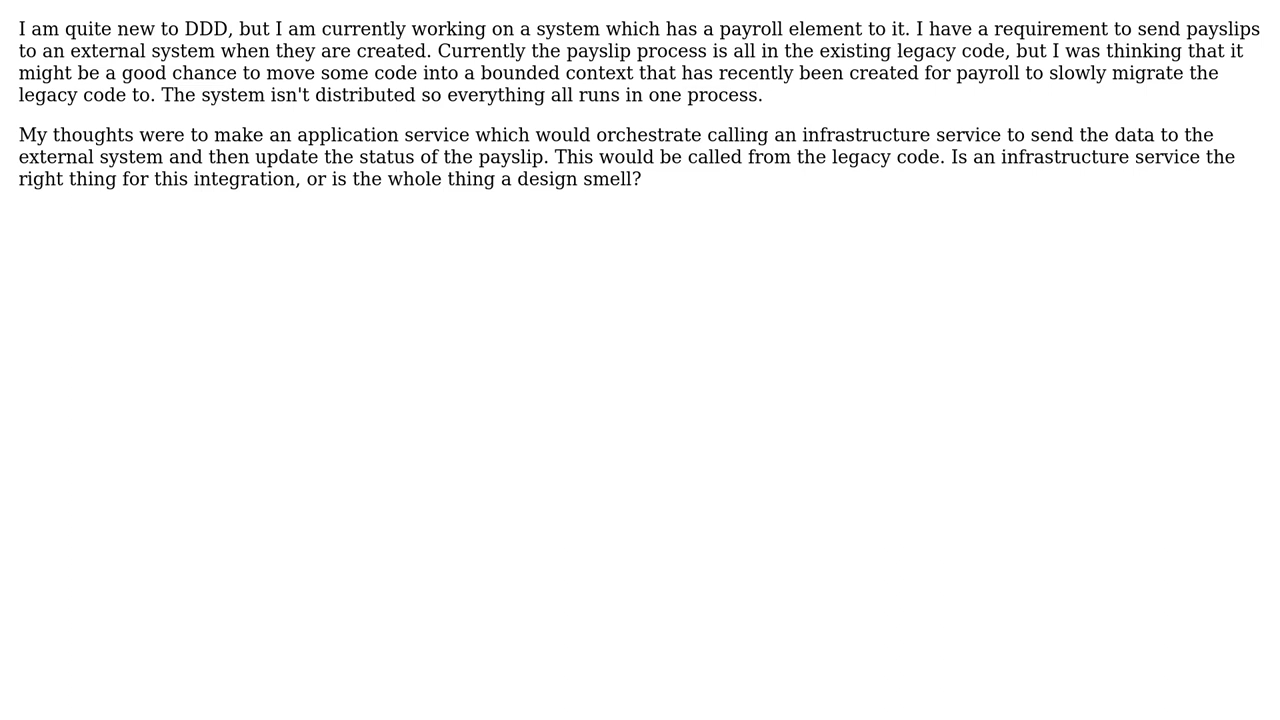 I am quite new to DDD, but I am currently working on a system which has a payroll element to it. I have a requirement to send payslips
to an external system when they are created. Currently the payslip process is all in the existing legacy code, but I was thinking that it
might be a good chance to move some code into a bounded context that has recently been created for payroll to slowly migrate the
legacy code to. The system isn't distributed so everything all runs in one process.
My thoughts were to make an application service which would orchestrate calling an infrastructure service to send the data to the
external system and then update the status of the payslip. This would be called from the legacy code. Is an infrastructure service the
right thing for this integration, or is the whole thing a design smell?